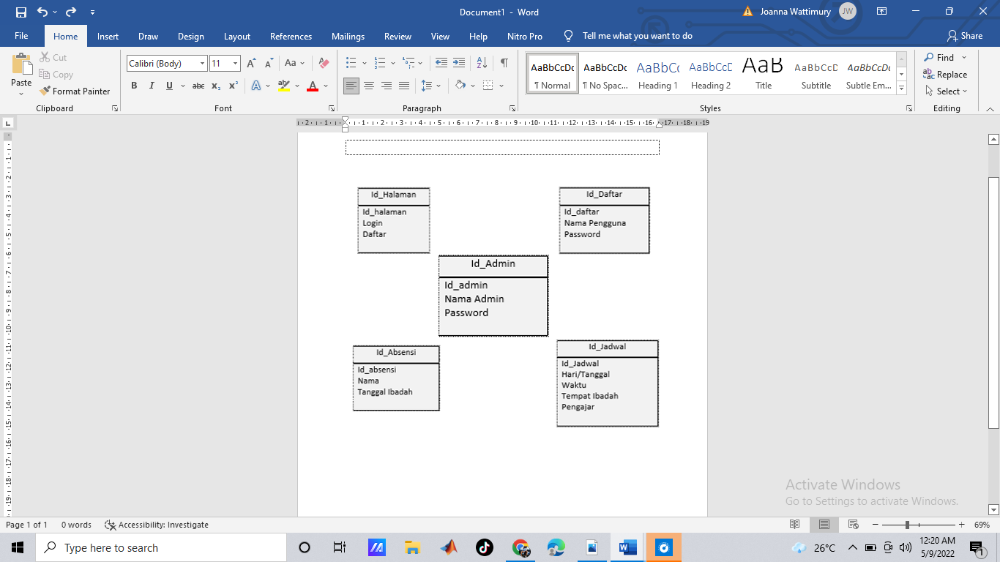 Document1 - Word
Joanna Wattimury
JW
File Home Insert Draw Design Layout References Mailings Review View Help Nitro Pro Tell me what you want to do Share
Paste
Cut
Copy
Format Painter
Clipboard
Calibri (Body) 11
Font
Paragraph
AaBbCcDc AaBbCcDc AaBbCc AaBbCcD AaB AaBbCcD AaBbCcDc
¶ Normal ¶ No Spac... Heading 1 Heading 2 Title Subtitle Subtle Em...
Styles
Find
Replace
Select
Editing
Id_Halaman
Id_halaman
Login
Daftar
Id_Daftar
Id_daftar
Nama Pengguna
Password
Id_Admin
Id_admin
Nama Admin
Password
Id_Absensi
Id_absensi
Nama
Tanggal Ibadah
Id_Jadwal
Id_Jadwal
Hari/Tanggal
Waktu
Tempat Ibadah
Pengajar
Activate Windows
Go to Settings to activate Windows.
Page 1 of 1 0 words Accessibility: Investigate
69%
Type here to search
26°C
12:20 AM
5/9/2022
1